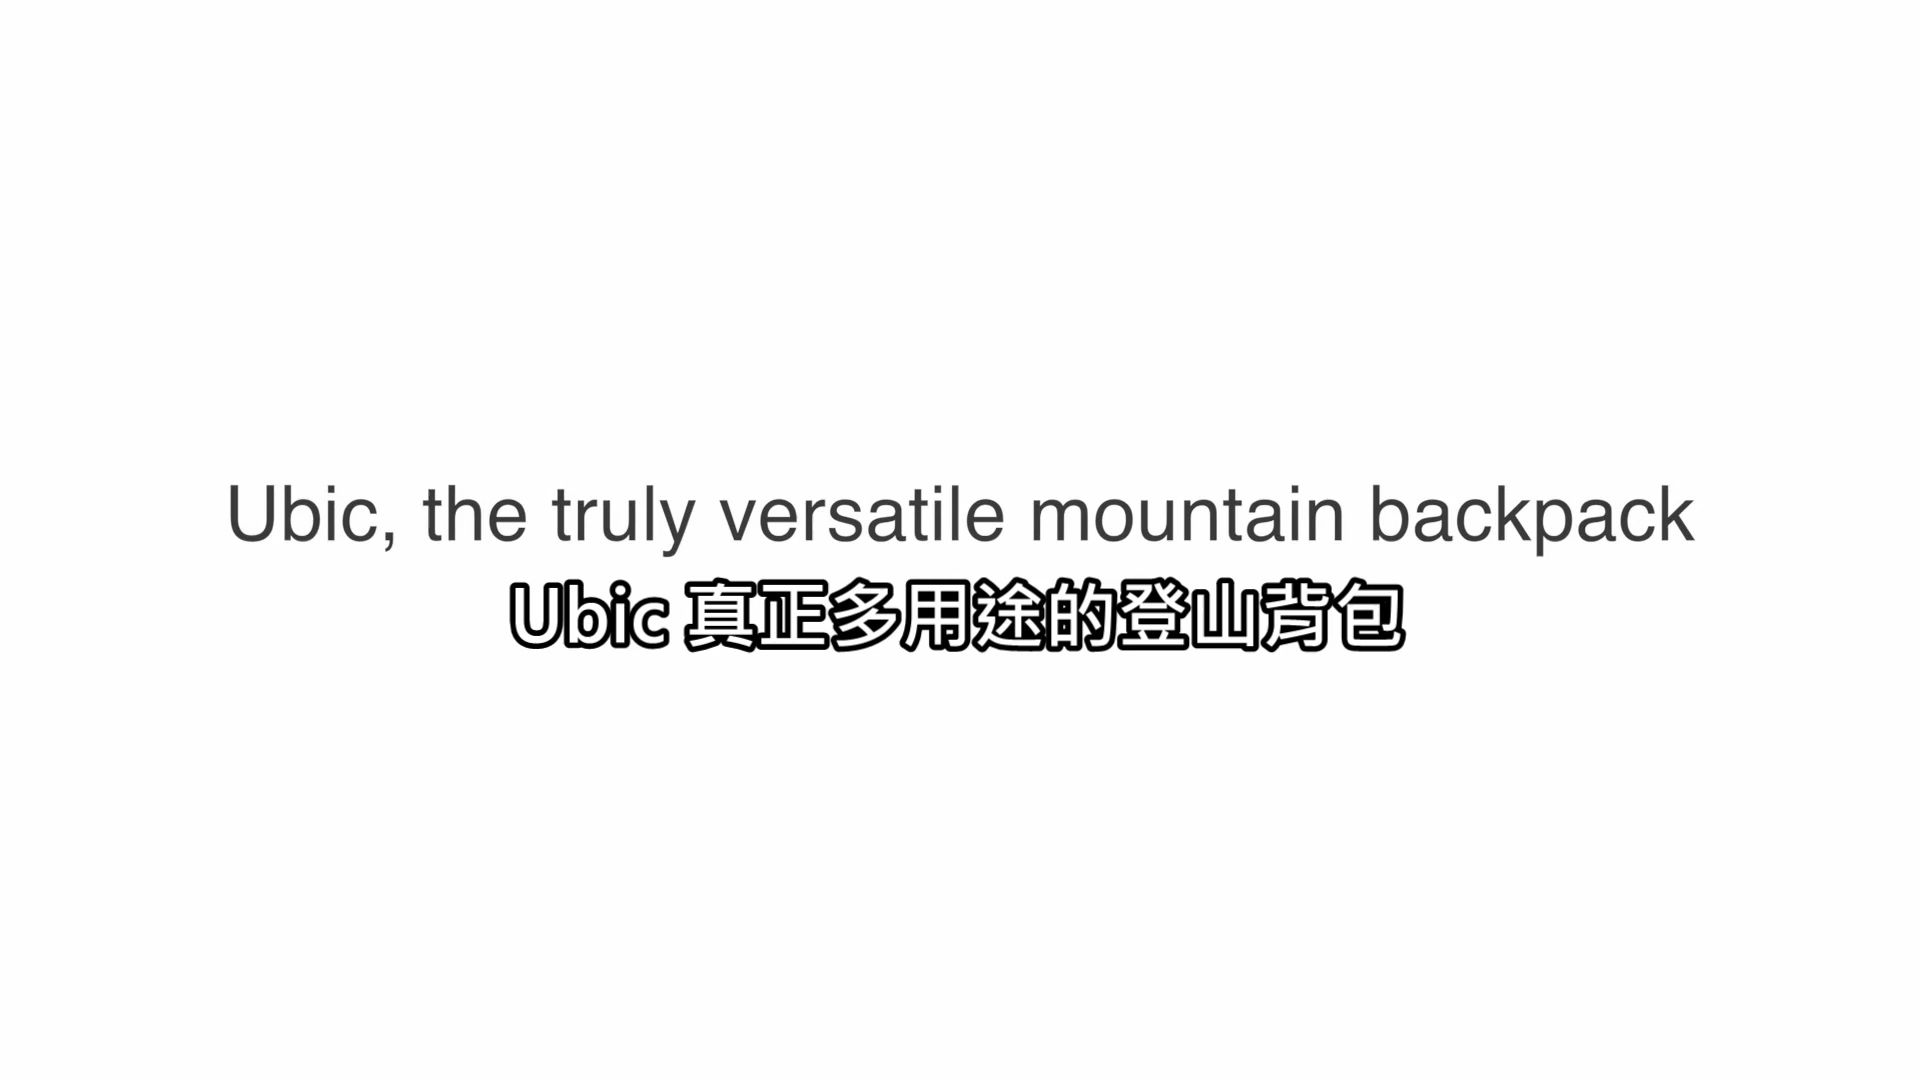 Ubic, the truly versatile mountain backpack
Ubic 真正多用途的登山背包